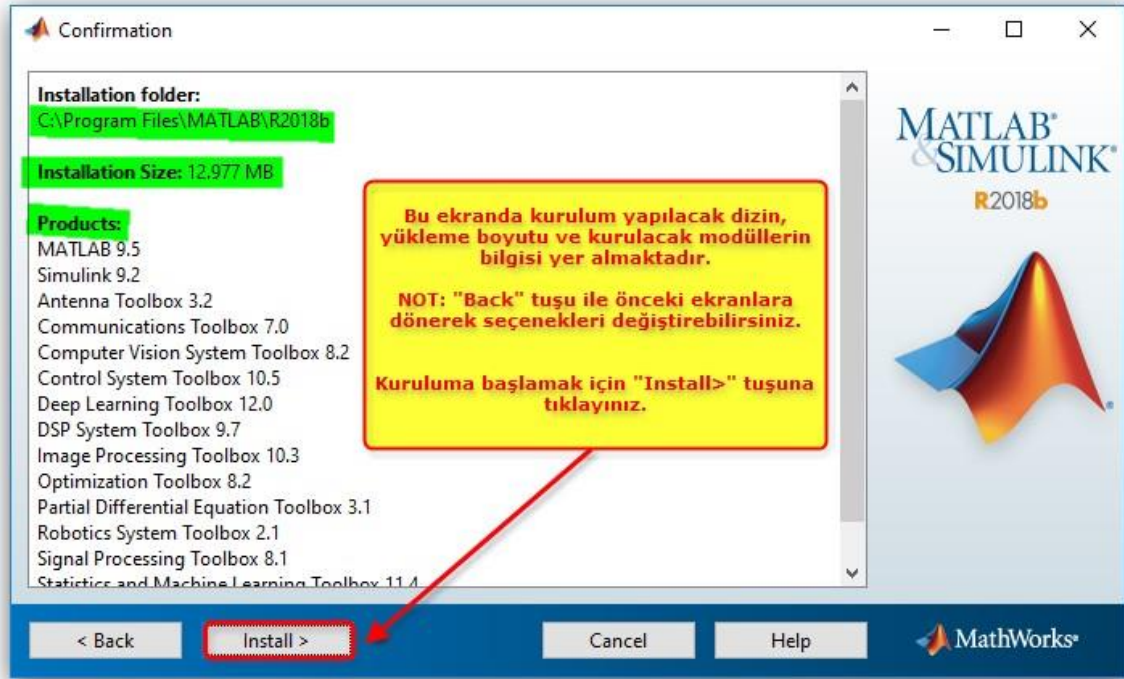 Confirmation
Installation folder:
C:\Program Files\MATLAB\R2018b
Installation Size: 12.977 MB
Products:
MATLAB 9.5
Simulink 9.2
Antenna Toolbox 3.2
Communications Toolbox 7.0
Computer Vision System Toolbox 8.2
Control System Toolbox 10.5
Deep Learning Toolbox 12.0
DSP System Toolbox 9.7
Image Processing Toolbox 10.3
Optimization Toolbox 8.2
Partial Differential Equation Toolbox 3.1
Robotics System Toolbox 2.1
Signal Processing Toolbox 8.1
Statistics and Machine Learning Toolbox 11.4
Bu ekranda kurulum yapılacak dizin,
yükleme boyutu ve kurulacak modüllerin
bilgisi yer almaktadır.
NOT: "Back" tuşu ile önceki ekranlara
dönerek seçenekleri değiştirebilirsiniz.
Kuruluma başlamak için "Install>" tuşuna
tıklayınız.
MATLAB®
&SIMULINK®
R2018b
< Back
Install >
Cancel
Help
MathWorks®